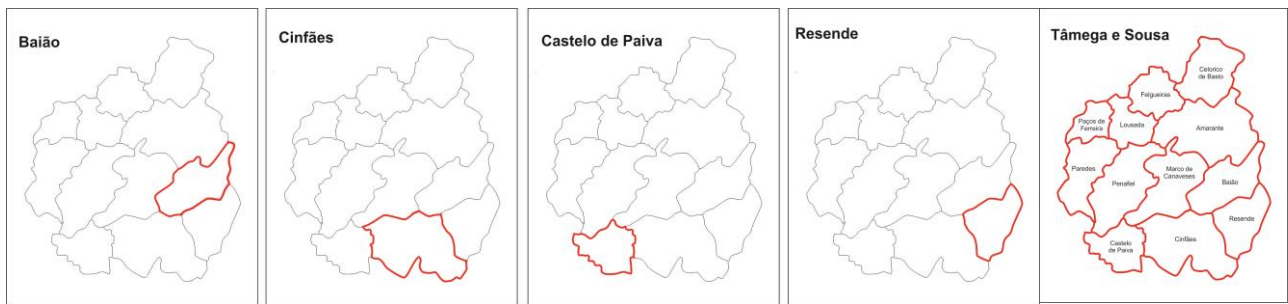 Baião
Cinfães
Castelo de Paiva
Resende
Tâmega e Sousa
Celorico
de Basto
Felgueiras
Paços de
Ferreira
Lousada
Amarante
Paredes
Penafiel
Marco de
Canaveses
Baião
Resende
Castelo
de Paiva
Cinfães